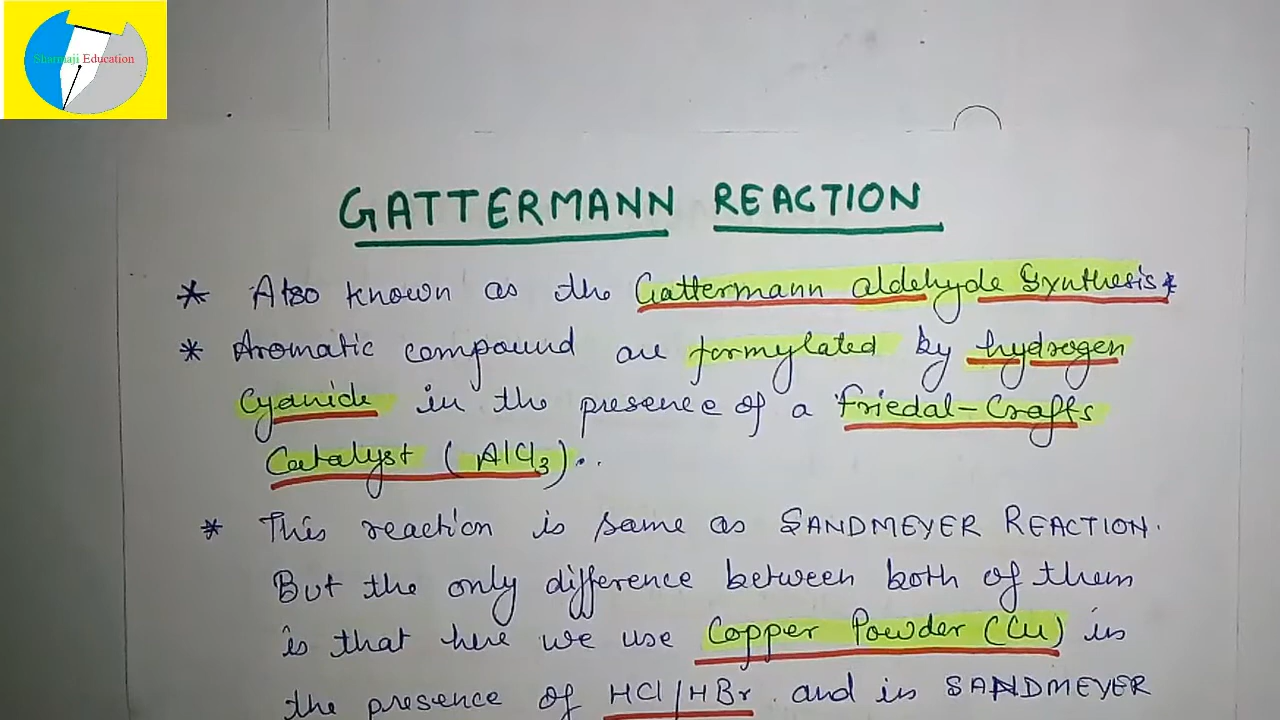 Sharmaji Education
GATTERMANN REACTION
* Also known as the Gattermann aldehyde Synthesis*
* Aromatic compound are formylated by hydrogen
Cyanide in the presence of a Friedal-Crafts
Catalyst (AlCl3)..
* This reaction is same as SANDMEYER REACTION.
But the only difference between both of them
is that here we use Copper Powder (Cu) in
the presence of HCl/HBr and in SANDMEYER